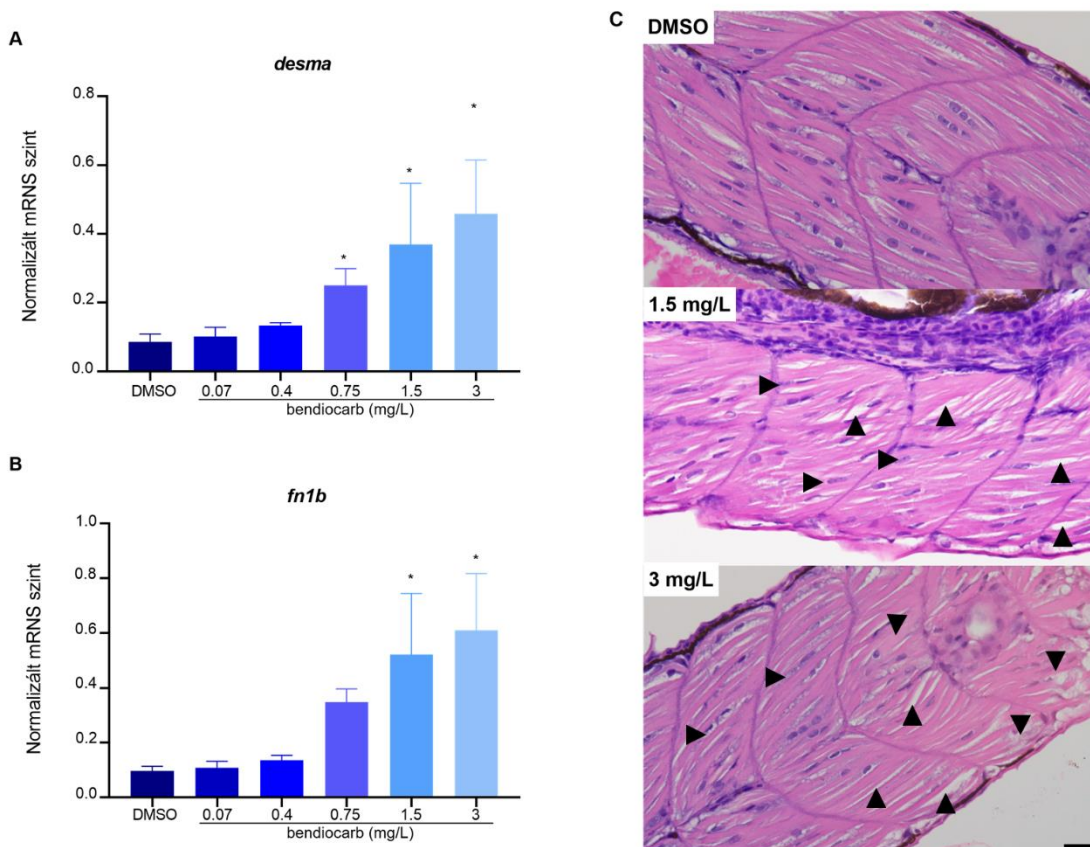 A
desma
Normalizált mRNS szint
0.8
0.6
0.4
0.2
0.0
* * *
DMSO 0.07 0.4 0.75 1.5 3
bendiocarb (mg/L)
B
fn1b
Normalizált mRNS szint
1.0
0.8
0.6
0.4
0.2
0.0
* *
DMSO 0.07 0.4 0.75 1.5 3
bendiocarb (mg/L)
C
DMSO
1.5 mg/L
3 mg/L